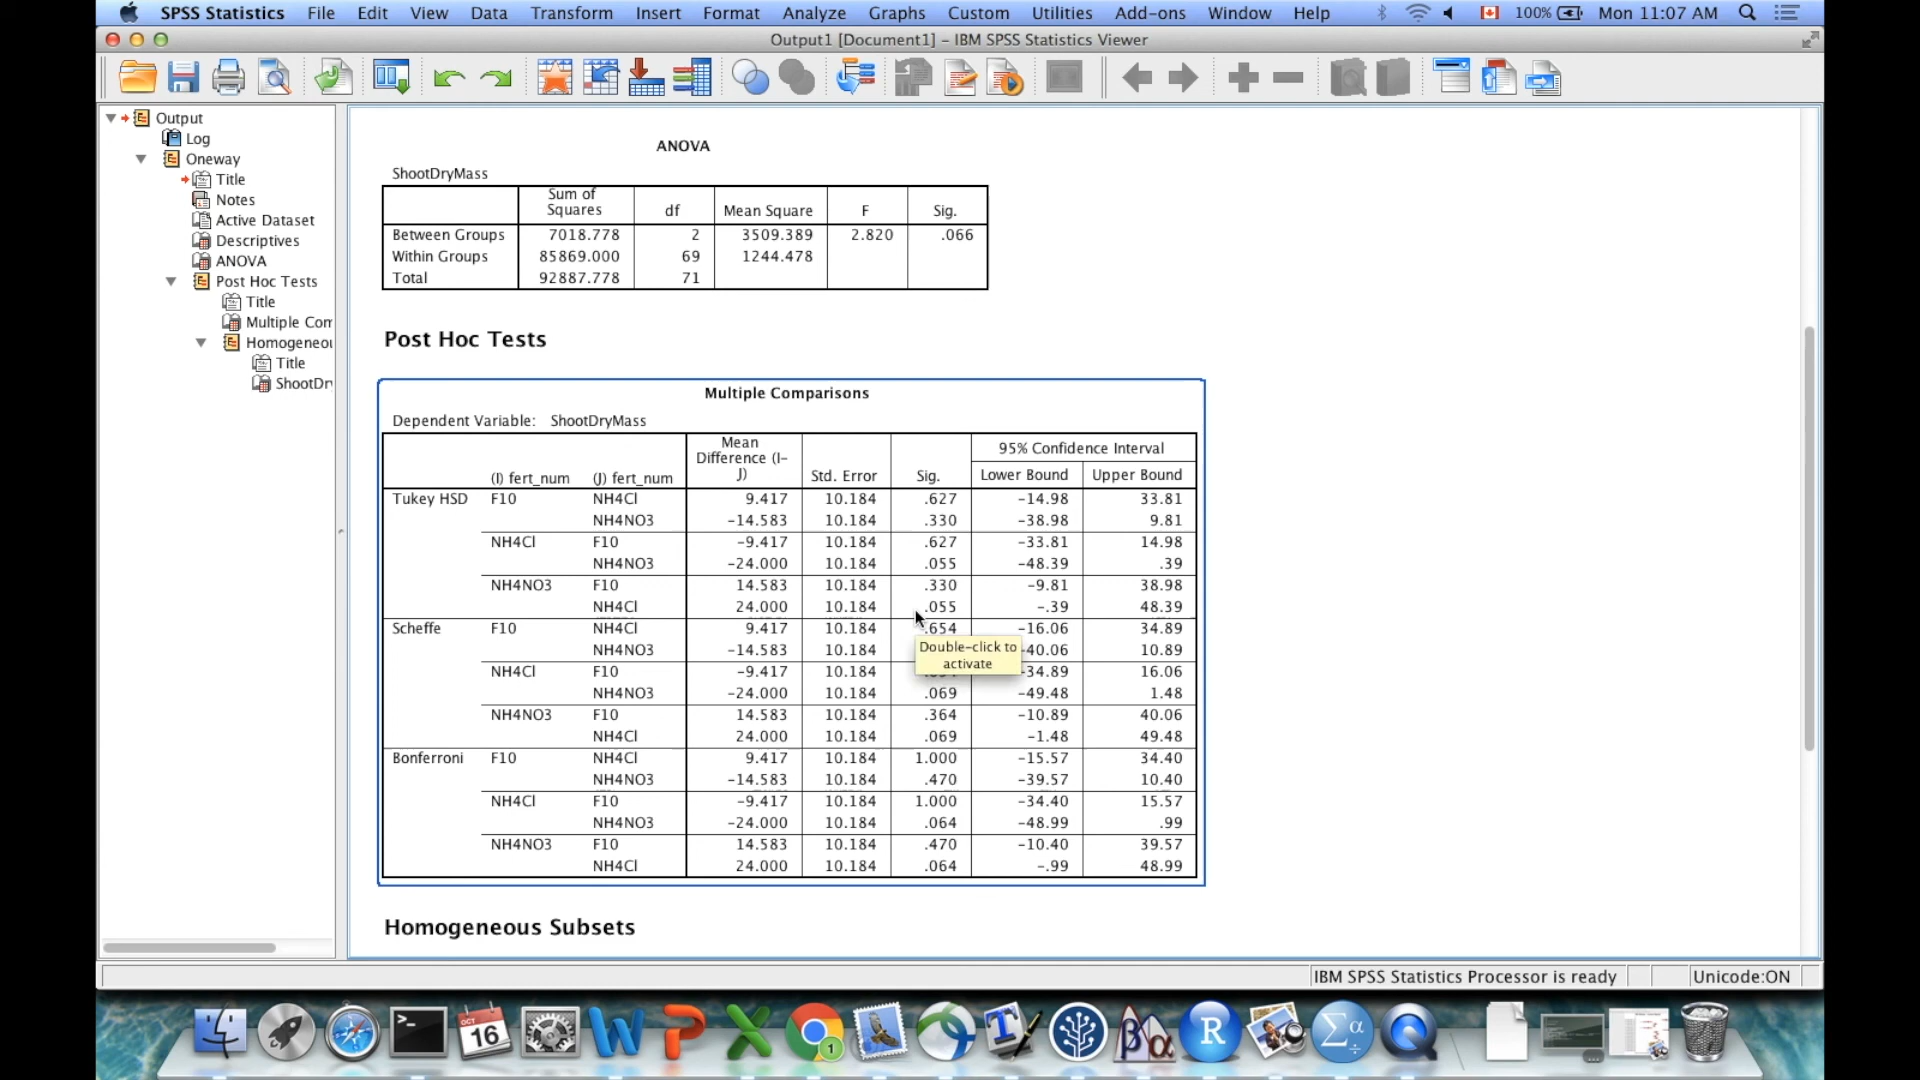 SPSS Statistics File Edit View Data Transform Insert Format Analyze Graphs Custom Utilities Add-ons Window Help 100% Mon 11:07 AM
Output1 [Document1] – IBM SPSS Statistics Viewer
Output
Log
Oneway
Title
Notes
Active Dataset
Descriptives
ANOVA
Post Hoc Tests
Title
Multiple Com
Homogeneou
Title
ShootDr
ANOVA
ShootDryMass
Sum of Squares df Mean Square F Sig.
Between Groups 7018.778 2 3509.389 2.820 .066
Within Groups 85869.000 69 1244.478
Total 92887.778 71
Post Hoc Tests
Multiple Comparisons
Dependent Variable: ShootDryMass
(I) fert_num (J) fert_num Mean Difference (I-J) Std. Error Sig. 95% Confidence Interval
Lower Bound Upper Bound
Tukey HSD F10 NH4Cl 9.417 10.184 .627 -14.98 33.81
NH4NO3 -14.583 10.184 .330 -38.98 9.81
NH4Cl F10 -9.417 10.184 .627 -33.81 14.98
NH4NO3 -24.000 10.184 .055 -48.39 .39
NH4NO3 F10 14.583 10.184 .330 -9.81 38.98
NH4Cl 24.000 10.184 .055 -.39 48.39
Scheffe F10 NH4Cl 9.417 10.184 .654 -16.06 34.89
NH4NO3 -14.583 10.184 40.06 10.89
NH4Cl F10 -9.417 10.184 34.89 16.06
NH4NO3 -24.000 10.184 .069 -49.48 1.48
NH4NO3 F10 14.583 10.184 .364 -10.89 40.06
NH4Cl 24.000 10.184 .069 -1.48 49.48
Bonferroni F10 NH4Cl 9.417 10.184 1.000 -15.57 34.40
NH4NO3 -14.583 10.184 .470 -39.57 10.40
NH4Cl F10 -9.417 10.184 1.000 -34.40 15.57
NH4NO3 -24.000 10.184 .064 -48.99 .99
NH4NO3 F10 14.583 10.184 .470 -10.40 39.57
NH4Cl 24.000 10.184 .064 -.99 48.99
Double-click to
activate
Homogeneous Subsets
IBM SPSS Statistics Processor is ready Unicode:ON
OCT
16
1
R